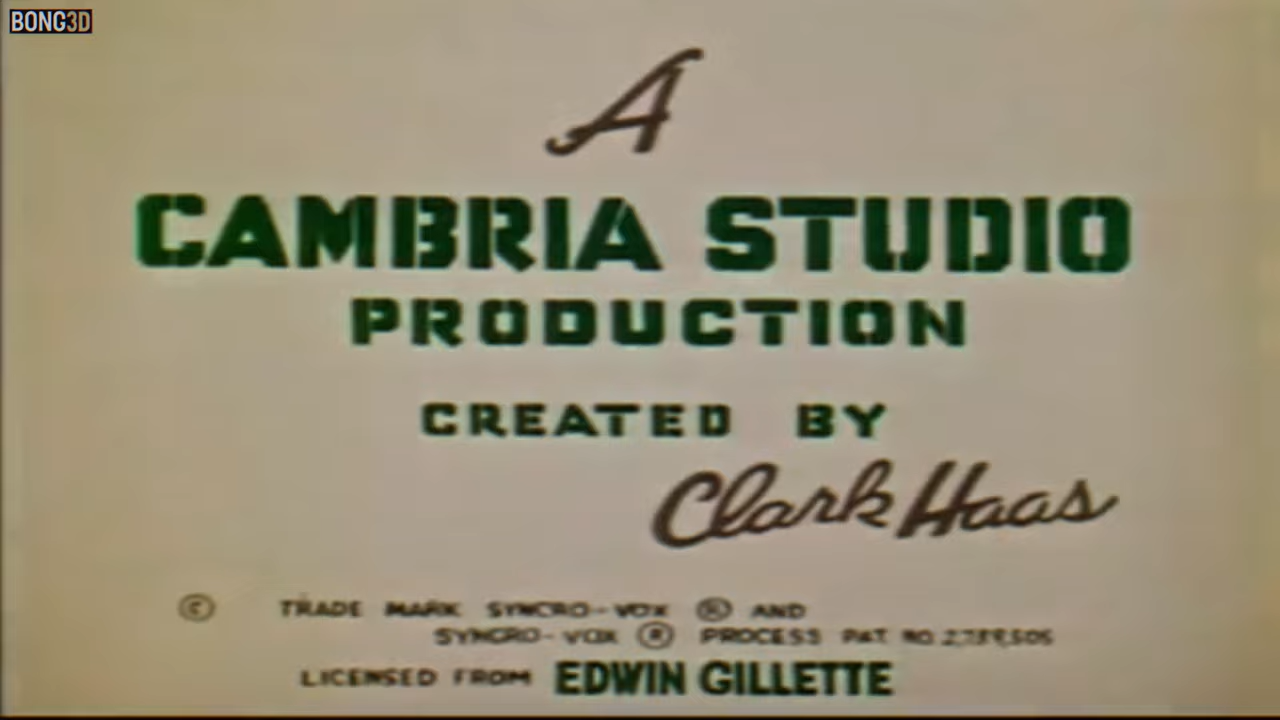 BONG3D
A
CAMBRIA STUDIO
PRODUCTION
CREATED BY
Clark Haas
© TRADE MARK SYNCRO-VOX ® AND
SYNCRO-VOX ® PROCESS PAT NO.
LICENSED FROM EDWIN GILLETTE